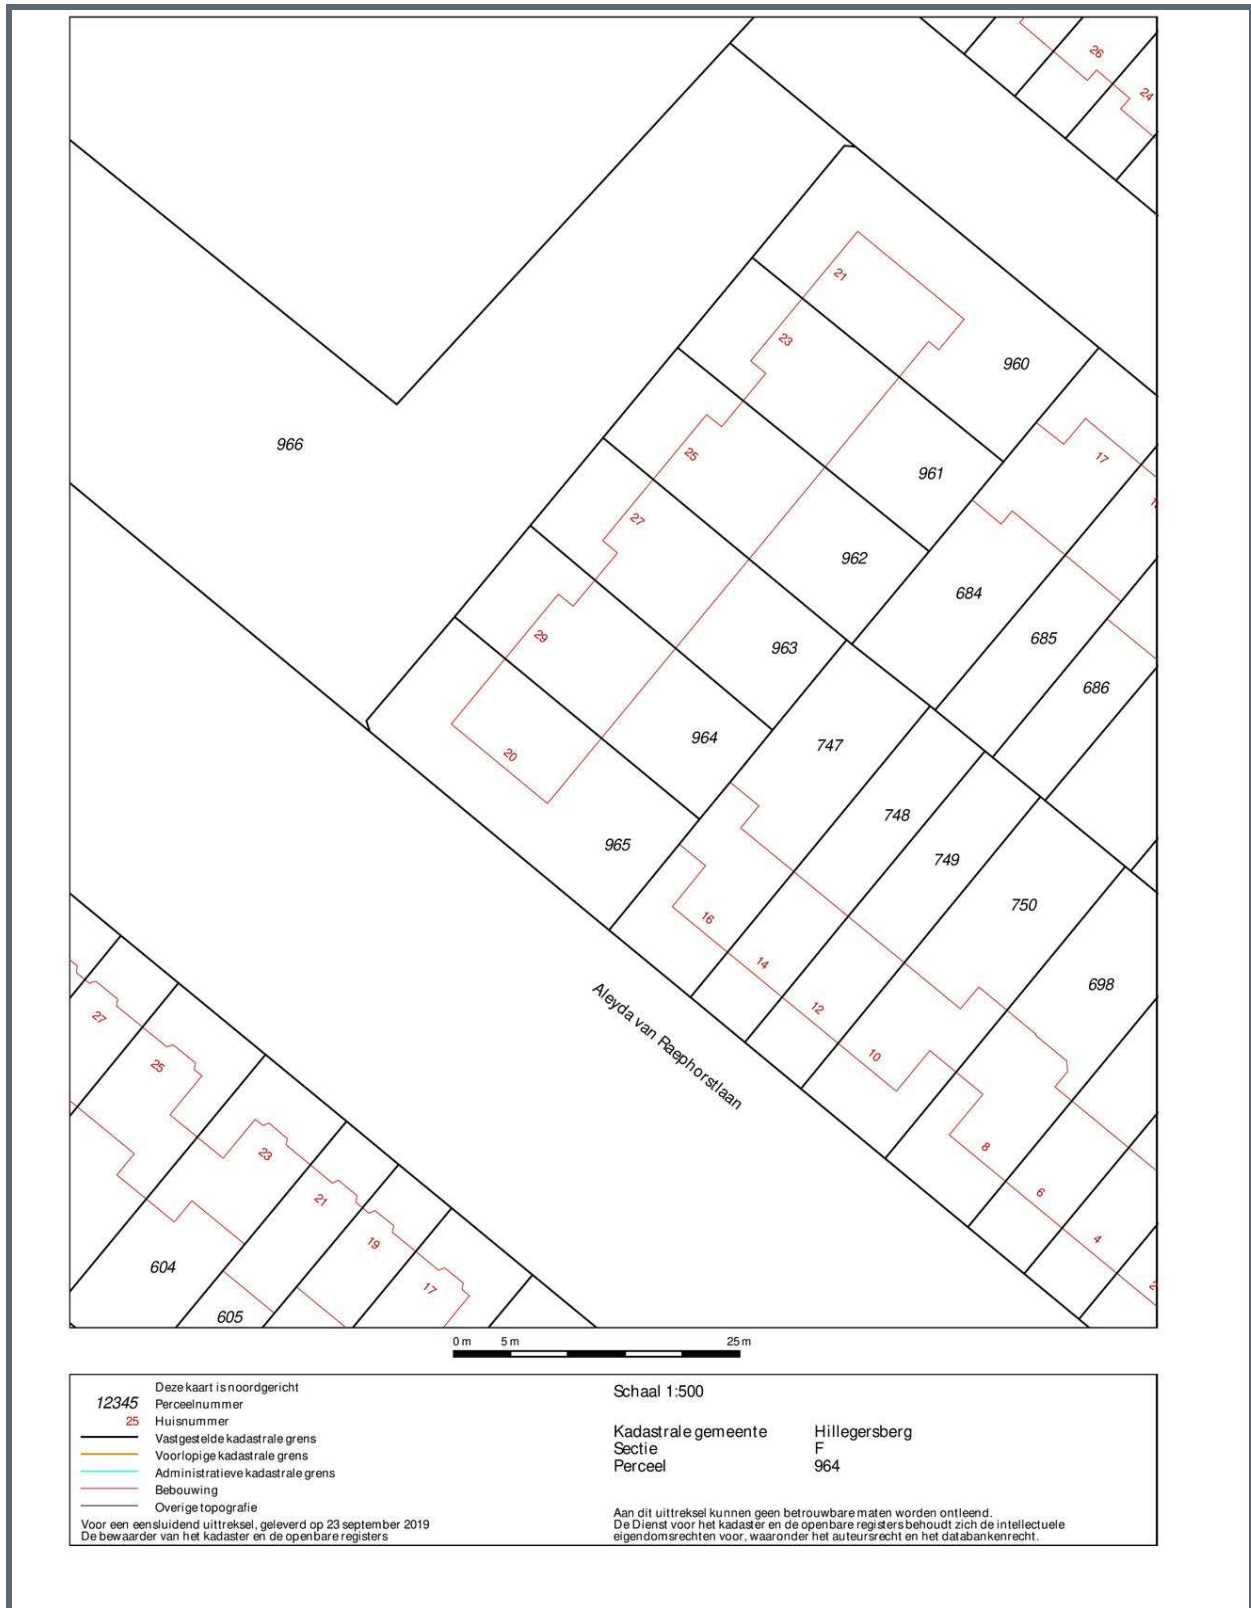 26
24
21
23
960
966
25
17
961
27
962
684
29
963
685
686
20
964
747
748
965
749
750
16
14
698
12
Aleyda van Raephorstlaan
27
10
25
23
8
21
6
19
4
604
17
2
605
0 m 5 m 25 m
Deze kaart is noordgericht
12345 Perceelnummer
25 Huisnummer
Vastgestelde kadastrale grens
Voorlopige kadastrale grens
Administratieve kadastrale grens
Bebouwing
Overige topografie
Voor een eensluidend uittreksel, geleverd op 23 september 2019
De bewaarder van het kadaster en de openbare registers
Schaal 1:500
Kadastrale gemeente Hillegersberg
Sectie F
Perceel 964
Aan dit uittreksel kunnen geen betrouwbare maten worden ontleend.
De Dienst voor het kadaster en de openbare registers behoudt zich de intellectuele
eigendomsrechten voor, waaronder het auteursrecht en het databankenrecht.